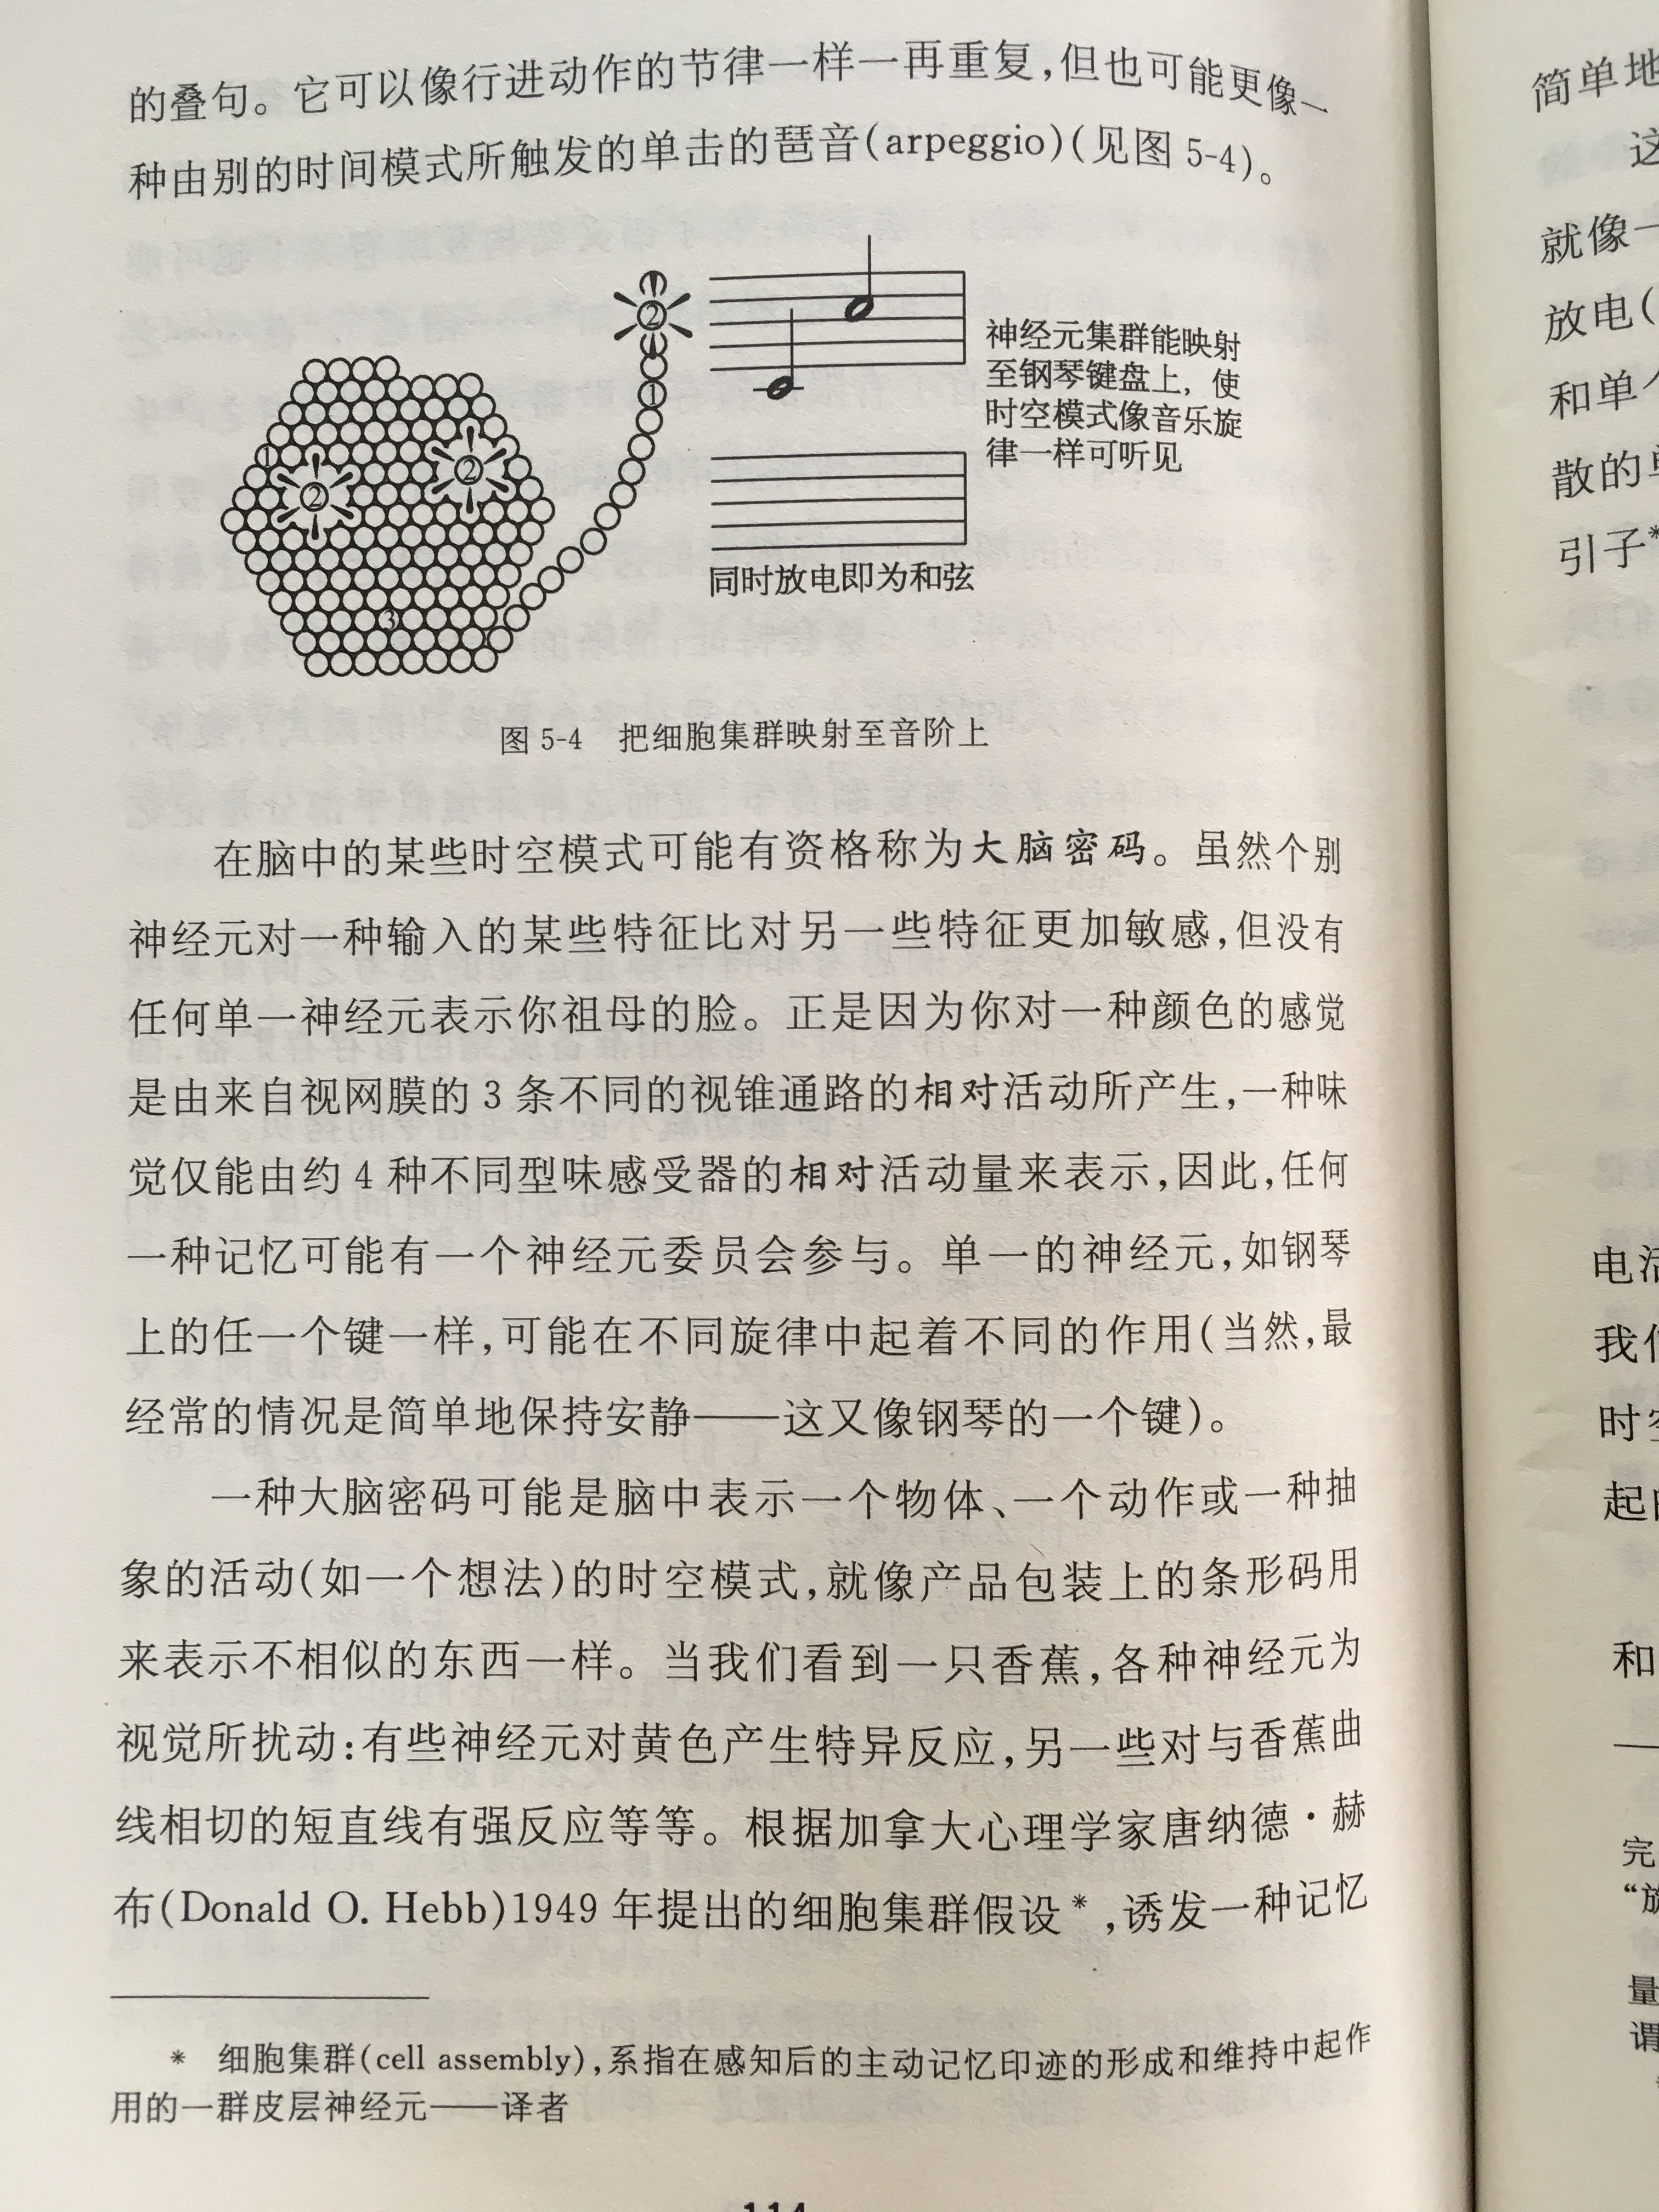 的叠句。它可以像行进动作的节律一样一再重复,但也可能更像一
种由别的时间模式所触发的单击的琶音(arpeggio)(见图 5-4)。
2
1
1
2
2
3
神经元集群能映射
至钢琴键盘上，使
时空模式像音乐旋
律一样可听见
同时放电即为和弦
图 5-4 把细胞集群映射至音阶上
在脑中的某些时空模式可能有资格称为大脑密码。虽然个别
神经元对一种输入的某些特征比对另一些特征更加敏感,但没有
任何单一神经元表示你祖母的脸。正是因为你对一种颜色的感觉
是由来自视网膜的 3 条不同的视锥通路的相对活动所产生,一种味
觉仅能由约 4 种不同型味感受器的相对活动量来表示,因此,任何
一种记忆可能有一个神经元委员会参与。单一的神经元,如钢琴
上的任一个键一样,可能在不同旋律中起着不同的作用(当然,最
经常的情况是简单地保持安静——这又像钢琴的一个键)。
一种大脑密码可能是脑中表示一个物体、一个动作或一种抽
象的活动(如一个想法)的时空模式,就像产品包装上的条形码用
来表示不相似的东西一样。当我们看到一只香蕉,各种神经元为
视觉所扰动:有些神经元对黄色产生特异反应,另一些对与香蕉曲
线相切的短直线有强反应等等。根据加拿大心理学家唐纳德·赫
布(Donald O. Hebb)1949 年提出的细胞集群假设*,诱发一种记忆
* 细胞集群(cell assembly),系指在感知后的主动记忆印迹的形成和维持中起作
用的一群皮层神经元——译者
114
简单地
这
就像一
放电(
和单个
散的单
引子*
电活
我们
时空
起的
和
完
“旋
量
谓